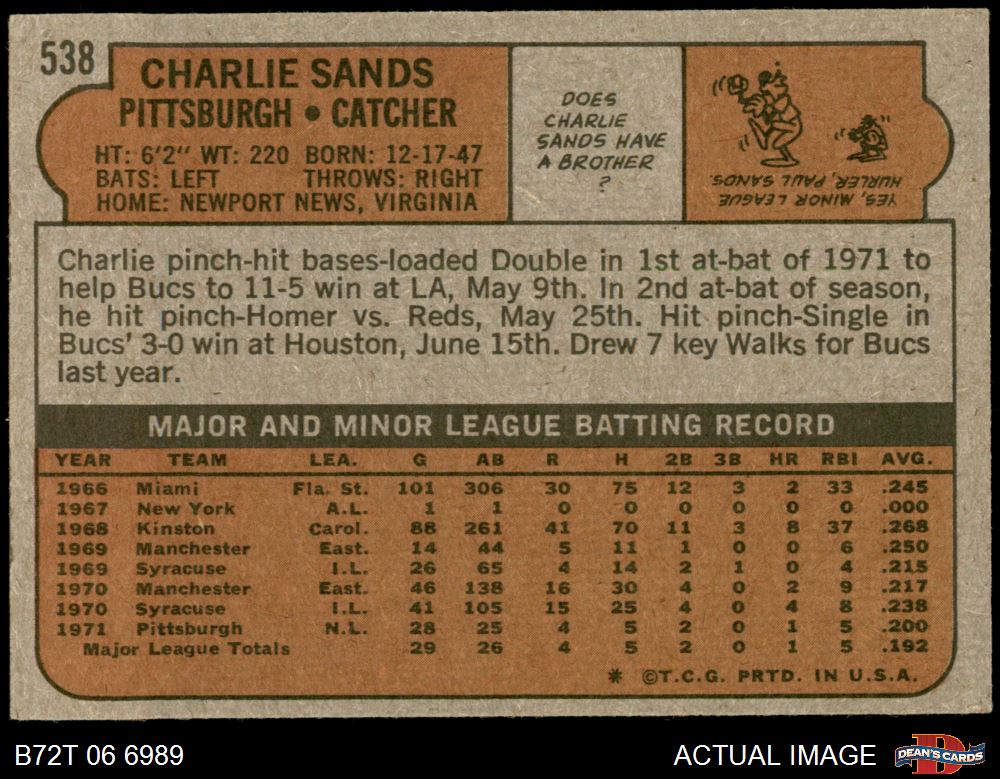 538
CHARLIE SANDS
PITTSBURGH • CATCHER
HT: 6'2" WT: 220 BORN: 12-17-47
BATS: LEFT THROWS: RIGHT
HOME: NEWPORT NEWS, VIRGINIA
DOES
CHARLIE
SANDS HAVE
A BROTHER
?
YES, MINOR LEAGUE
HURLER, PAUL SANDS.
Charlie pinch-hit bases-loaded Double in 1st at-bat of 1971 to
help Bucs to 11-5 win at LA, May 9th. In 2nd at-bat of season,
he hit pinch-Homer vs. Reds, May 25th. Hit pinch-Single in
Bucs' 3-0 win at Houston, June 15th. Drew 7 key Walks for Bucs
last year.
MAJOR AND MINOR LEAGUE BATTING RECORD
YEAR TEAM LEA. G AB R H 2B 3B HR RBI AVG.
1966 Miami Fla. St. 101 306 30 75 12 3 2 33 .245
1967 New York A.L. 1 1 0 0 0 0 0 0 .000
1968 Kinston Carol. 88 261 41 70 11 3 8 37 .268
1969 Manchester East. 14 44 5 11 1 0 0 6 .250
1969 Syracuse I.L. 26 65 4 14 2 1 0 4 .215
1970 Manchester East. 46 138 16 30 4 0 2 9 .217
1970 Syracuse I.L. 41 105 15 25 4 0 4 8 .238
1971 Pittsburgh N.L. 28 25 4 5 2 0 1 5 .200
Major League Totals 29 26 4 5 2 0 1 5 .192
* ©T.C.G. PRTD. IN U.S.A.
B72T 06 6989
ACTUAL IMAGE
DEAN'S CARDS